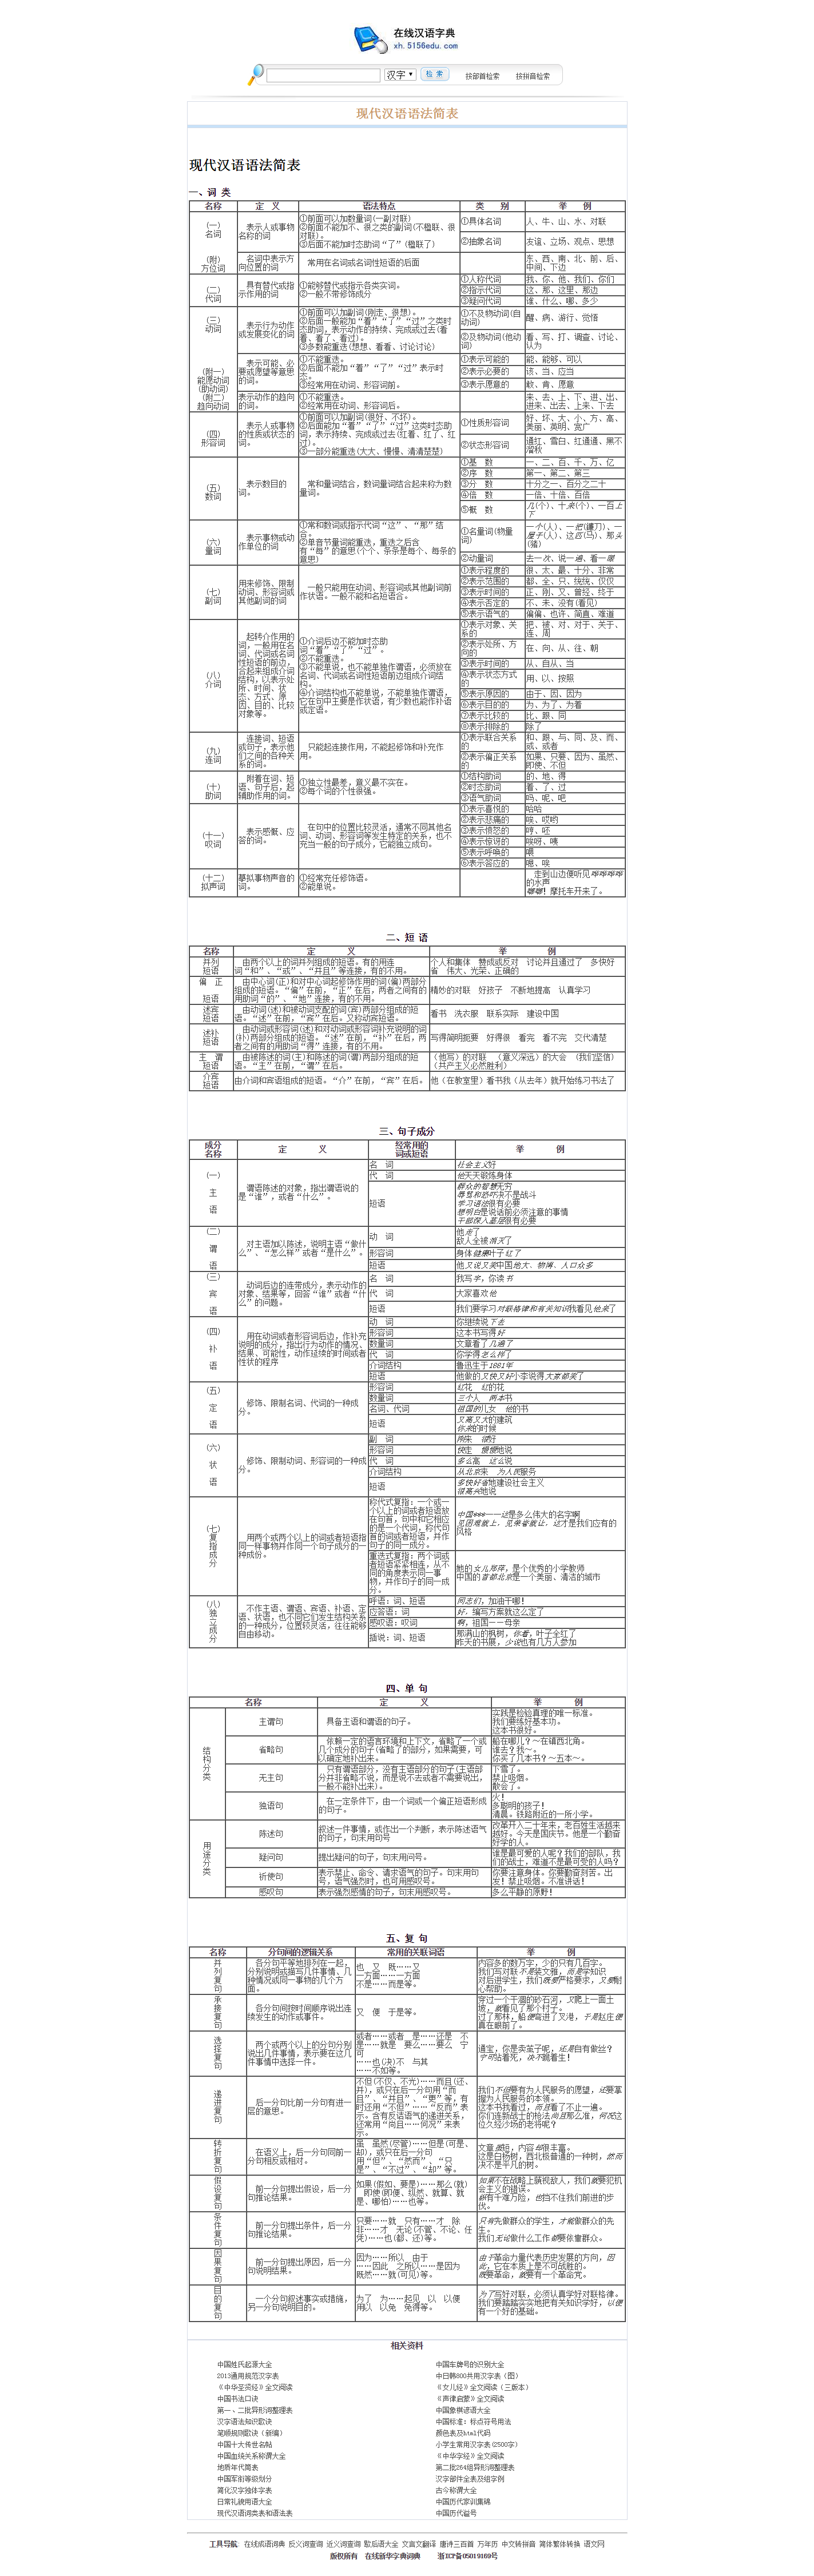 在线汉语字典
xh.5156edu.com
汉字
检 索
按部首检索
按拼音检索
现代汉语语法简表
现代汉语语法简表
一、词 类
名称 定 义 语法特点 类 别 举 例
(一)
名词
表示人或事物名称的词
①前面可以加数量词(一副对联)
②前面不能加不、很之类的副词(不楹联、很对联)。
③后面不能加时态助词“了”(楹联了)
①具体名词 人、牛、山、水、对联
②抽象名词 友谊、立场、观点、思想
(附)
方位词
名词中表示方向位置的词
常用在名词或名词性短语的后面
东、西、南、北、前、后、中间、下边
(二)
代词
具有替代或指示作用的词
①能够替代或指示各类实词。
②一般不带修饰成分
①人称代词 我、你、他、我们、你们
②指示代词 这、那、这里、那边
③疑问代词 谁、什么、哪、多少
(三)
动词
表示行为动作或发展变化的词
①前面可以加副词(刚走、很想)。
②后面一般能加“着”“了”“过”之类时态助词，表示动作的持续、完成或过去(看着、看了、看过)。
③多数能重迭(想想、看看、讨论讨论)
①不及物动词(自动词) 醒、病、游行、觉悟
②及物动词(他动词) 看、写、打、调查、讨论、认为
(附一)
能愿动词
(助动词)
表示可能、必要或愿望等意思的词。
①不能重迭。
②后面不能加“着”“了”“过”表示时态。
③经常用在动词、形容词前。
①表示可能的 能、能够、可以
②表示必要的 该、当、应当
③表示愿意的 敢、肯、愿意
(附二)
趋向动词
表示动作的趋向的词。
①不能重迭。
②经常用在动词、形容词后。
来、去、上、下、进、出、进来、出去、上来、下去
(四)
形容词
表示人或事物的性质或状态的词。
①前面可以加副词(很好、不坏)。
②后面能加“着”“了”“过”这类时态助词，表示持续、完成或过去(红着、红了、红过)。
③一部分能重迭(大大、慢慢、清清楚楚)
①性质形容词 好、坏、大、小、方、高、美丽、英明、宽广
②状态形容词 通红、雪白、红通通、黑不溜秋
(五)
数词
表示数目的词。
常和量词结合，数词量词结合起来称为数量词。
①基 数 一、二、百、千、万、亿
②序 数 第一、第二、第三
③分 数 十分之一、百分之二十
④倍 数 一倍、十倍、百倍
⑤概 数 几(个)、十来(个)、一百上下
(六)
量词
表示事物或动作单位的词
①常和数词或指示代词“这”、“那”结合。
②单音节量词能重迭，重迭之后含有“每”的意思(个个、条条是每个、每条的意思)
①名量词(物量词) 一个(人)、一把(镰刀)、一屋子(人)、这匹(马)、那头(猪)
②动量词 去一次、说一遍、看一眼
(七)
副词
用来修饰、限制动词、形容词或其他副词的词
一般只能用在动词、形容词或其他副词前作状语。一般不能和名短语合。
①表示程度的 很、太、最、十分、非常
②表示范围的 都、全、只、统统、仅仅
③表示时间的 正、刚、又、曾经、终于
④表示否定的 不、未、没有(看见)
⑤表示语气的 偏偏、也许、简直、难道
(八)
介词
起转介作用的词，一般用在名词、代词或名词性短语的前边，合起来组成介词结构，以表示处所、时间、状态、方式、原因、目的、比较对象等。
①介词后边不能加时态助词“着”“了”“过”。
②不能重迭。
③不能单说，也不能单独作谓语，必须放在名词、代词或名词性短语前边组成介词结构。
④介词结构也不能单说，不能单独作谓语，它在句中主要是作状语，有少数也能作补语或定语。
①表示对象、关系的 把、被、对、对于、关于、连、周
②表示处所、方向的 在、向、从、往、朝
③表示时间的 从、自从、当
④表示状态方式的 用、以、按照
⑤表示原因的 由于、因、因为
⑥表示目的的 为、为了、为着
⑦表示比较的 比、跟、同
⑧表示排除的 除了
(九)
连词
连接词、短语或句子，表示他们之间的各种关系的词。
只能起连接作用，不能起修饰和补充作用。
①表示联合关系的 和、跟、与、同、及、而、或、或者
②表示偏正关系的 如果、只要、因为、虽然、即使、不但
(十)
助词
附着在词、短语、句子后，起辅助作用的词。
①独立性最差，意义最不实在。
②每个词的个性很强。
①结构助词 的、地、得
②时态助词 着、了、过
③语气助词 吗、呢、吧
(十一)
叹词
表示感慨、应答的词。
在句中的位置比较灵活，通常不同其他名词、动词、形容词等发生特定的关系，也不充当一般的句子成分，它能独立成句。
①表示喜悦的 哈哈
②表示悲痛的 唉、哎哟
③表示愤怒的 哼、呸
④表示惊讶的 唉呀、咦
⑤表示呼唤的 喂
⑥表示答应的 嗯、唉
(十二)
拟声词
摹拟事物声音的词。
①经常充任修饰语。
②能单说。
走到山边便听见哗哗哗哗的水声
嘟嘟！摩托车开来了。
二、短 语
名称 定 义 举 例
并列
短语
由两个以上的词并列组成的短语。有的用连词“和”、“或”、“并且”等连接，有的不用。
个人和集体 赞成或反对 讨论并且通过了 多快好省 伟大、光荣、正确的
偏 正
短语
由中心词(正)和对中心词起修饰作用的词(偏)两部分组成的短语。“偏”在前，“正”在后，两者之间有的用助词“的”、“地”连接，有的不用。
精妙的对联 好孩子 不断地提高 认真学习
述宾
短语
由动词(述)和被动词支配的词(宾)两部分组成的短语。“述”在前，“宾”在后。又称动宾短语。
看书 洗衣服 联系实际 建设中国
述补
短语
由动词或形容词(述)和对动词或形容词补充说明的词(补)两部分组成的短语。“述”在前，“补”在后，两者之间有的用助词“得”连接，有的不用。
写得简明扼要 好得很 看完 看不完 交代清楚
主 谓
短语
由被陈述的词(主)和陈述的词(谓)两部分组成的短语。“主”在前，“谓”在后。
（他写）的对联 （意义深远）的大会 （我们坚信）（共产主义必然胜利）
介宾
短语
由介词和宾语组成的短语。“介”在前，“宾”在后。
他（在教室里）看书我（从去年）就开始练习书法了
三、句子成分
成分
名称
定 义
经常用的
词或短语
举 例
(一)
主
语
谓语陈述的对象，指出谓语说的是“谁”，或者“什么”。
名 词 社会主义好
代 词 他天天锻炼身体
短语
群众的智慧无穷
辱骂和恐吓决不是战斗
学习语法很有必要
想明白是说话前必须注意的事情
干部深入基层很有必要
(二)
谓
语
对主语加以陈述，说明主语“做什么”、“怎么样”或者“是什么”。
动 词
他走了
敌人全被消灭了
形容词 身体健康叶子红了
短语 他又说又笑中国地大、物博、人口众多
(三)
宾
语
动词后边的连带成分，表示动作的对象、结果等，回答“谁”或者“什么”的问题。
名 词 我写字，你读书
代 词 大家喜欢他
短语 我们要学习对联格律和有关知识我看见他来了
(四)
补
语
用在动词或者形容词后边，作补充说明的成分，指出行为动作的情况、结果、可能性，动作延续的时间或者性状的程序
动 词 你继续说下去
形容词 这本书写得好
数量词 文章看了几遍了
代 词 你学得怎么样了
介词结构 鲁迅生于1881年
短语 他做的又快又好小李说得大家都笑了
(五)
定
语
修饰、限制名词、代词的一种成分。
形容词 红花 红的花
数量词 三个人 两本书
名词、代词 祖国的儿女 他的书
短语
又高又大的建筑
你来的时候
(六)
状
语
修饰、限制动词、形容词的一种成分。
副 词 刚来 很好
形容词 快走 慢慢地说
代 词 多么高 这么说
介词结构 从北京来 为人民服务
短语
多快好省地建设社会主义
很高兴地说
(七)
复
指
成
分
用两个或两个以上的词或者短语指同一样事物并作同一个句子成分的一种成份。
称代式复指：一个或一个以上的词或者短语放在句首，句中和它相应的是一个代词，称代句首的词或者短语，并作句子的同一成分。
中国***——这是多么伟大的名字啊
见困难就上，见荣誉就让，这才是我们应有的风格
重迭式复指：两个词或者短语紧紧相连，从不同的角度表示同一事物，并作句子的同一成分。
她的女儿郑萍，是个优秀的小学教师
中国的首都北京是一个美丽、清洁的城市
(八)
独
立
成
分
不作主语、谓语、宾语、补语、定语、状语，也不同它们发生结构关系的一种成分，位置较灵活，往往能够自由移动。
呼语：词、短语 同志们，加油干哪！
应答语：词 好，编写方案就这么定了
感叹语：叹词 啊，祖国－－母亲
插说：词、短语
那满山的枫树，你看，叶子全红了
昨天的书展，少说也有几万人参加
四、单 句
名称 定 义 举 例
结
构
分
类
主谓句 具备主语和谓语的句子。
实践是检验真理的唯一标准。
我们要练好基本功。
这本书很好。
省略句
依赖一定的语言环境和上下文，省略了一个或几个成分的句子(省略了的部分，如果需要，可以确定地补出来。
船在哪儿？～在镇西北角。
谁去？我～。
你买了几本书？～五本～。
无主句
只有谓语部分，没有主语部分的句子(主语部分并非省略不说，而是说不去或者不需要说出，一般不能补出来)。
下雪了。
禁止吸烟。
散会了。
独语句
在一定条件下，由一个词或一个偏正短语形成的句子。
火！
多聪明的孩子！
清晨。铁路附近的一所小学。
用
途
分
类
陈述句
叙述一件事情，或作出一个判断，表示陈述语气的句子，句末用句号
改革开入二十年来，老百姓生活越来越好。今天是国庆节。他是一个勤奋好学的人。
疑问句
提出疑问的句子，句末用问号。
谁是最可爱的人呢？我们的部队，我们的战士，难道不是最可爱的人吗？
祈使句
表示禁止、命令、请求语气的句子。句末用句号，语气强烈时，也可用感叹号。
你要注意身体。你要勤奋刻苦。出发！禁止吸烟。不准讲话！
感叹句
表示强烈感情的句子，句末用感叹号。
多么平静的原野！
五、复 句
名称 分句间的逻辑关系 常用的关联词语 举 例
并
列
复
句
各分句平等地排列在一起，分别说明或描写几件事情、几种情况或同一事物的几个方面。
也 又 既……又
一方面……一方面
不是……而是等。
内容多的数万字，少的只有几百字。
我们写对联不是装文雅，而是学知识
对后进学生，我们既要严格要求，又要耐心帮助。
承
接
复
句
各分句间按时间顺序说出连续发生的动作或事件。
又 便 于是等。
穿过一个干涸的砂石河，又爬上一面土坡，就看见了那个村子。
过了那林，船便弯进了叉港，于是赵庄便真在眼前了。
选
择
复
句
两个或两个以上的分句分别说出几件事情，表示要在这几件事情中选择一件。
或者……或者 是……还是 不是……就是 要么……要么 宁可
……也(决)不 与其
……不如等。
通宝，你是卖茧子呢，还是自有做丝？
宁可站着死，决不跪着生！
递
进
复
句
后一分句比前一分句有进一层的意思。
不但(不仅、不光)……而且(还、并)，或只在后一分句用“而且”、“并且”、“更”等，有时还用“不但”……“反而”表示。含有反诘语气的递进关系，还常用“尚且……何况”来表示。
我们不但要有为人民服务的愿望，还要掌握为人民服务的本领。
这本书我看过，而且看了不止一遍。
你们连新战士的枪法尚且那么准，何况这位久经沙场的老将呢？
转
折
复
句
在语义上，后一分句同前一分句相反或相对。
虽 虽然(尽管)……但是(可是、却)，或只在后一分句用“但”、“然而”、“只是”、“不过”、“却”等。
文章虽短，内容却很丰富。
这是白杨树，西北极普通的一种树，然而决不是平凡的树。
假
设
复
句
前一分句提出假设，后一分句推论结果。
如果(假如、要是)……那么(就) 即使(即便、纵然、就算、就是、哪怕)……也等。
如果不在战略上藐视敌人，我们就要犯机会主义的错误。
纵有千难万险，也挡不住我们前进的步伐。
条
件
复
句
前一分句提出条件，后一分句推论结果。
只要……就 只有……才 除非……才 无论(不管、不论、任凭)……也(都、还)等。
只有先做群众的学生，才能做群众的先生。
我们无论做什么工作都要依靠群众。
因
果
复
句
前一分句提出原因，后一分句说明结果。
因为……所以 由于
……因此 之所以……是因为
既然……就(可见)等。
由于革命力量代表历史发展的方向，因此，它在本质上是不可战胜的。
既要革命，就要有一个革命党。
目
的
复
句
一个分句叙述事实或措施，另一分句说明目的。
为了 为……起见 以 以便
用以 以免 免得等。
为了写好对联，必须认真学好对联格律。
我们要踏踏实实地把有关知识学好，以便有一个好的基础。
相关资料
中国姓氏起源大全 中国车牌号的识别大全
2013通用规范汉字表 中日韩800共用汉字表（图）
《中华圣贤经》全文阅读 《女儿经》全文阅读（三版本）
中国书法口诀 《声律启蒙》全文阅读
第一、二批异形词整理表 中国象棋谚语大全
汉字语法知识歌诀 中国标准：标点符号用法
笔顺规则歌诀（新编） 颜色表及html代码
中国十大传世名帖 小学生常用汉字表(2500字)
中国血统关系称谓大全 《中华字经》全文阅读
地质年代简表 第二批264组异形词整理表
中国军衔等级划分 汉字部件全表及组字例
简化汉字独体字表 古今称谓大全
日常礼貌用语大全 中国历代家训集锦
现代汉语词类表和语法表 中国历代谥号
工具导航: 在线成语词典 反义词查询 近义词查询 歇后语大全 文言文翻译 唐诗三百首 万年历 中文转拼音 简体繁体转换 语文网
版权所有 在线新华字典词典 浙ICP备05019169号